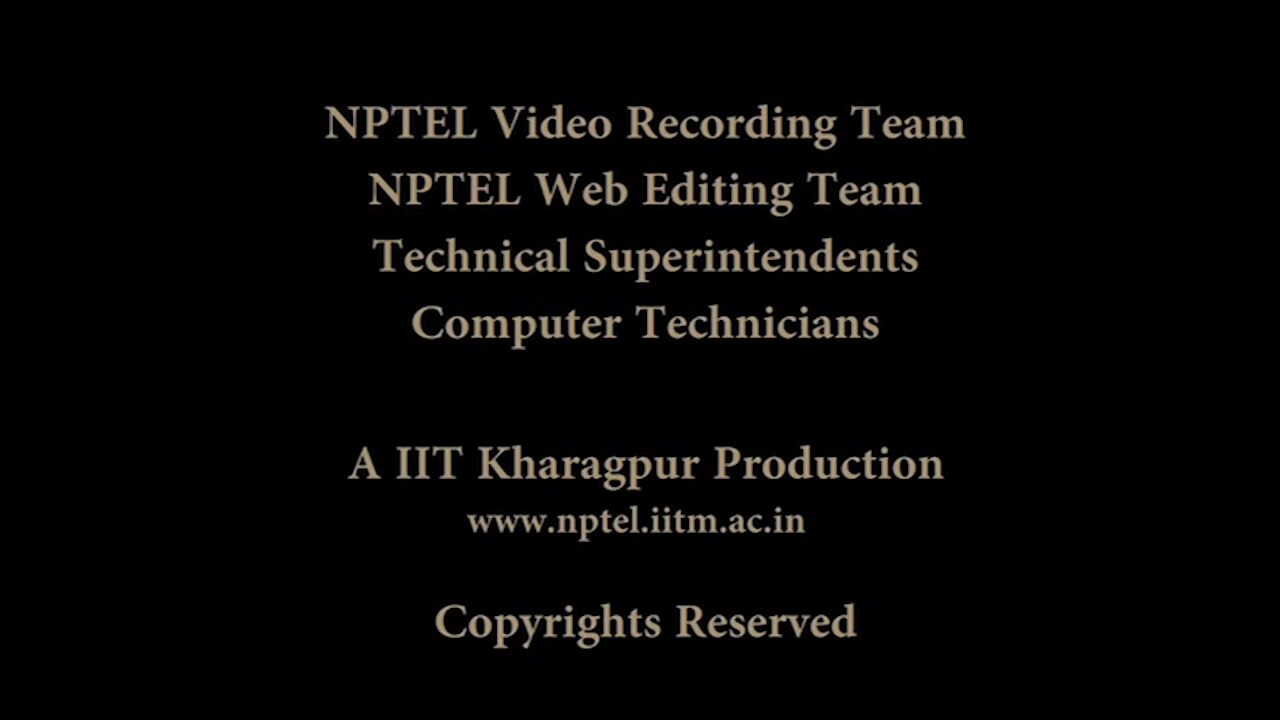 NPTEL Video Recording Team
NPTEL Web Editing Team
Technical Superintendents
Computer Technicians
A IIT Kharagpur Production
www.nptel.iitm.ac.in
Copyrights Reserved